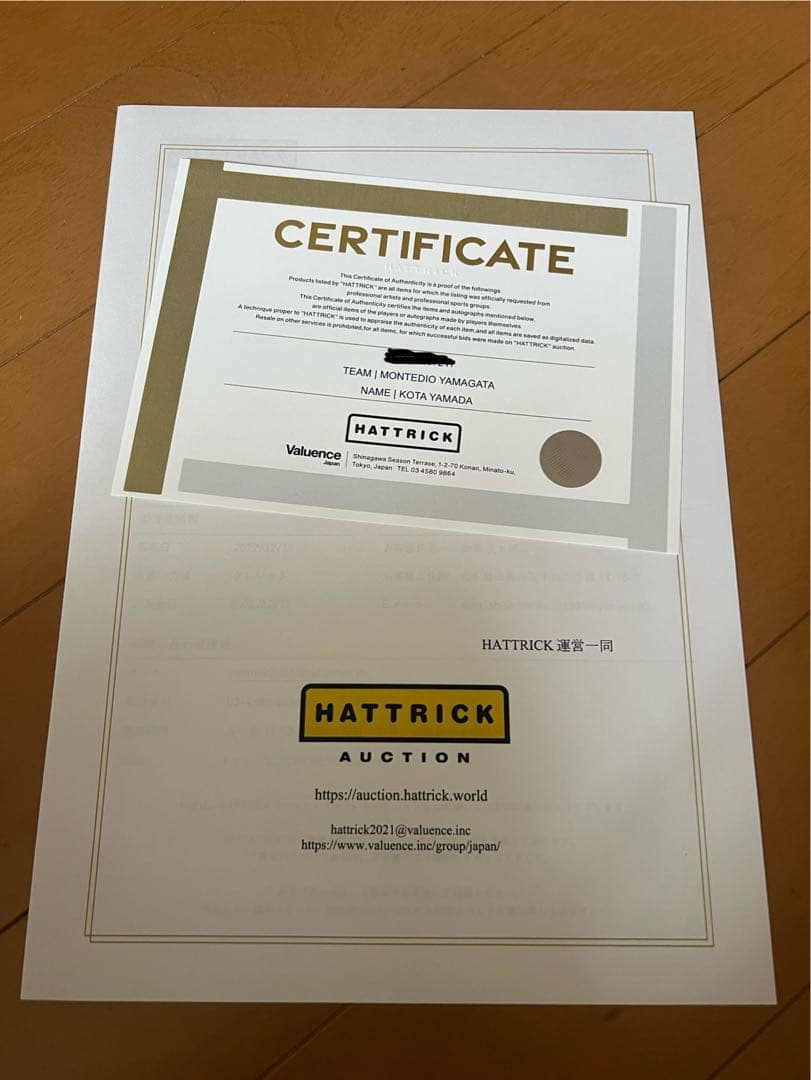 CERTIFICATE
HATTRICK
This Certificate of Authenticity is a proof of the followings.
Products listed by "HATTRICK" are all items for which the listing was officially requested from
professional artists and professional sports groups.
This Certificate of Authenticity certifies the items and autographs mentioned below,
are official items of the players or autographs made by players themselves.
A technique proper to "HATTRICK" is used to appraise the authenticity of each item,and all items are saved as digitalized data.
Resale on other services is prohibited,for all items, for which successful bids were made on "HATTRICK" auction.
TEAM | MONTEDIO YAMAGATA
NAME | KOTA YAMADA
HATTRICK
Valuence
Japan
Shinagawa Season Terrase, 1-2-70 Konan, Minato-ku,
Tokyo, Japan TEL 03 4580 9864
HATTRICK 運営一同
HATTRICK
AUCTION
https://auction.hattrick.world
hattrick2021@valuence.inc
https://www.valuence.inc/group/japan/